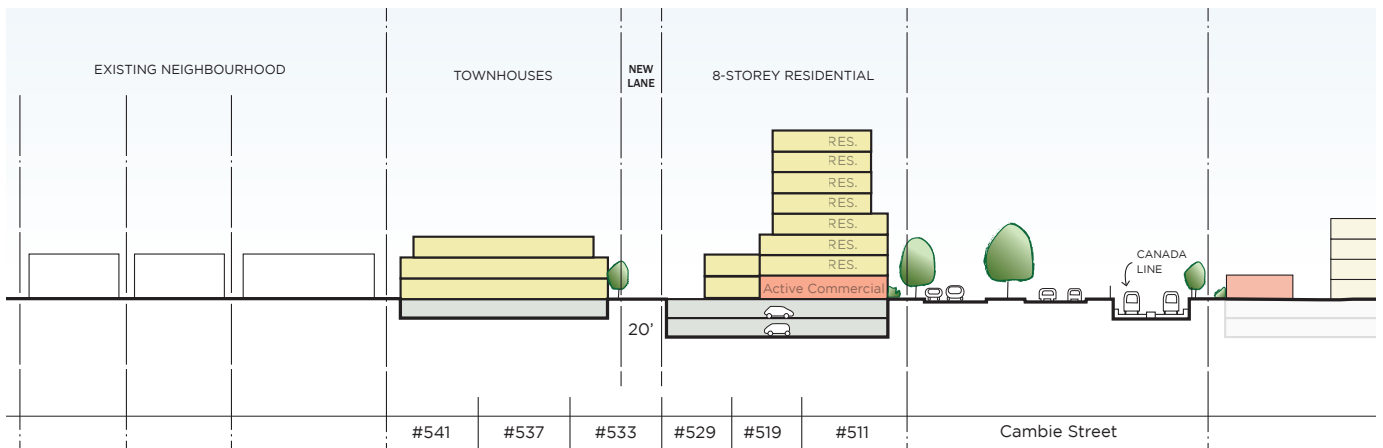 EXISTING NEIGHBOURHOOD
TOWNHOUSES
NEW
LANE
8-STOREY RESIDENTIAL
RES.
RES.
RES.
RES.
RES.
RES.
RES.
Active Commercial
CANADA
LINE
20'
#541
#537
#533
#529
#519
#511
Cambie Street